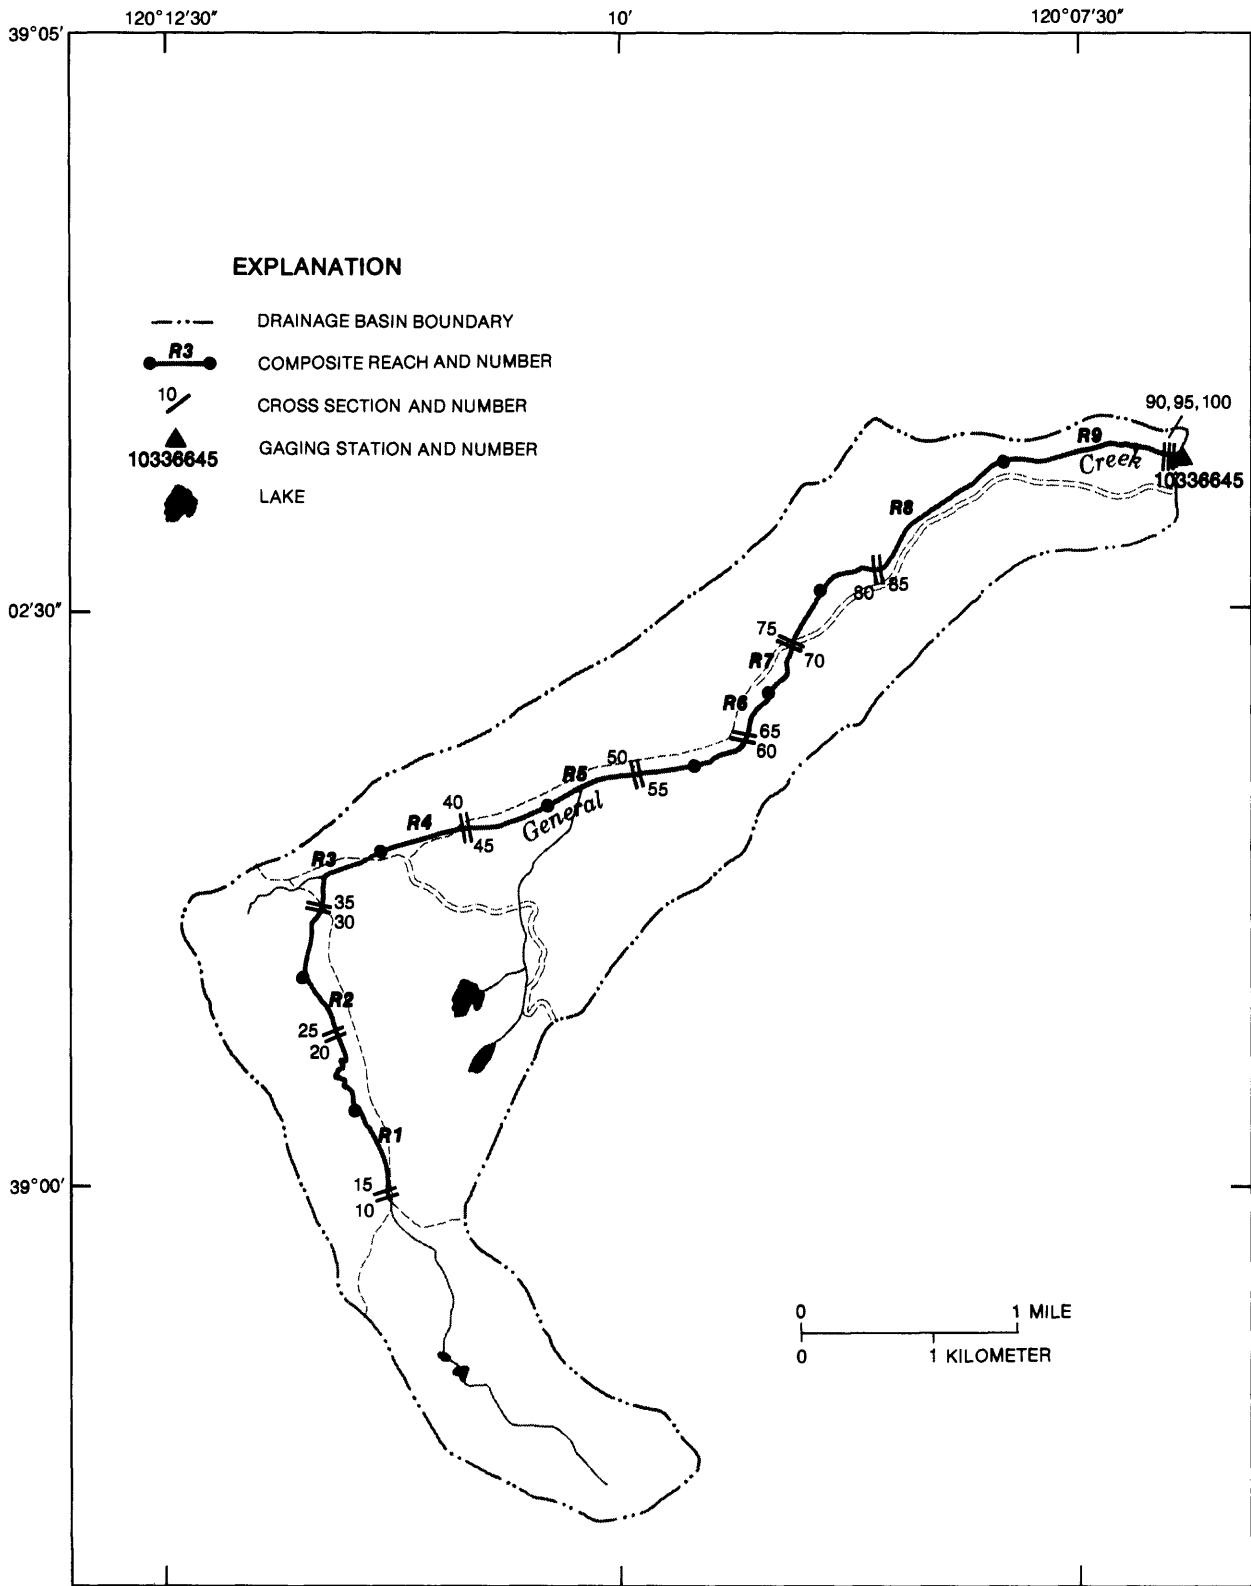 120°12'30" 10' 120°07'30"
39°05'
EXPLANATION
DRAINAGE BASIN BOUNDARY
R3 COMPOSITE REACH AND NUMBER
10 CROSS SECTION AND NUMBER
10336645 GAGING STATION AND NUMBER
LAKE
90, 95, 100
R9
Creek
10336645
R8
80 85
02'30"
75
70
R7
R6
65
60
50
55
R5
General
40
45
R4
R3
35
30
R2
25
20
R1
15
10
39°00'
0 1 MILE
0 1 KILOMETER